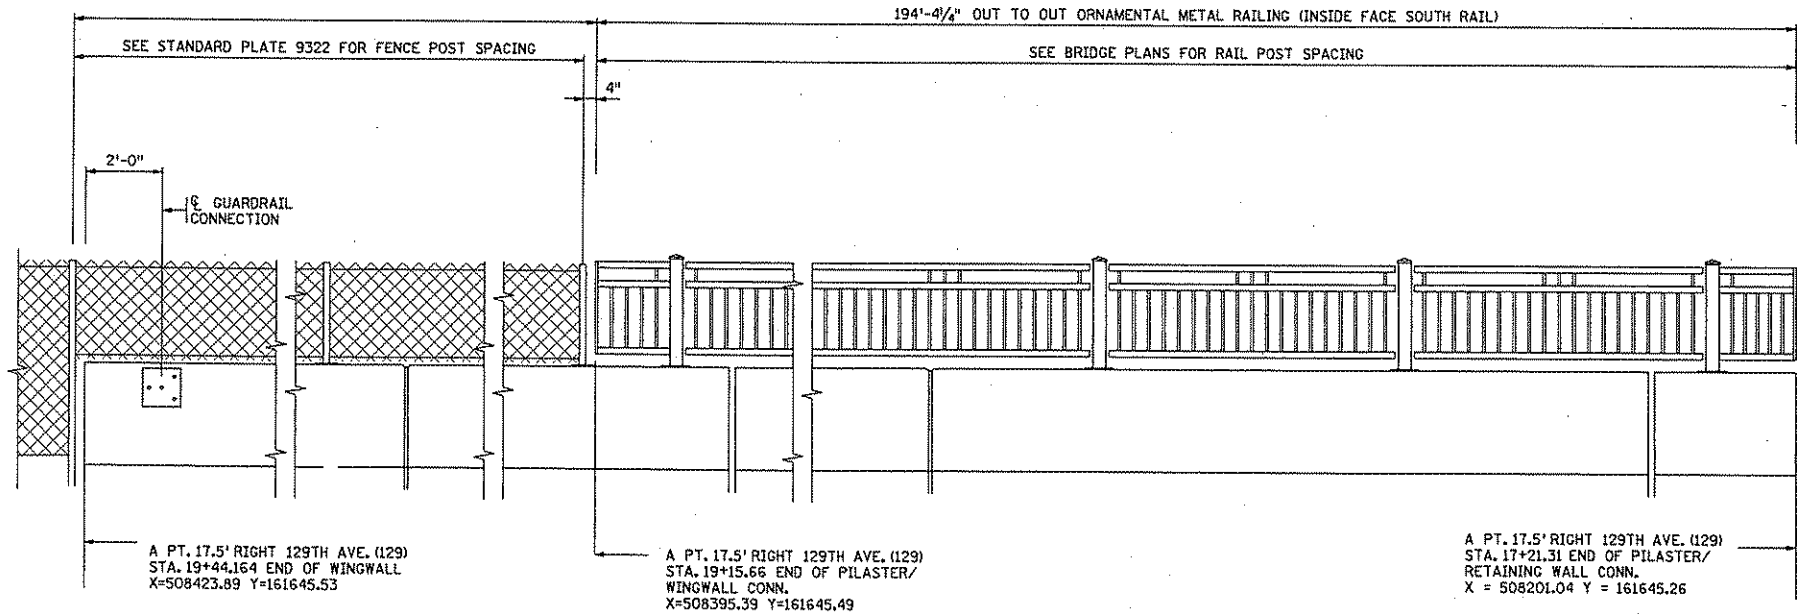 194'-4¼" OUT TO OUT ORNAMENTAL METAL RAILING (INSIDE FACE SOUTH RAIL)
SEE STANDARD PLATE 9322 FOR FENCE POST SPACING
SEE BRIDGE PLANS FOR RAIL POST SPACING
4"
2'-0"
℄ GUARDRAIL
CONNECTION
A PT. 17.5' RIGHT 129TH AVE. (129)
STA. 19+44.164 END OF WINGWALL
X=508423.89 Y=161645.53
A PT. 17.5' RIGHT 129TH AVE. (129)
STA. 19+15.66 END OF PILASTER/
WINGWALL CONN.
X=508395.39 Y=161645.49
A PT. 17.5' RIGHT 129TH AVE. (129)
STA. 17+21.31 END OF PILASTER/
RETAINING WALL CONN.
X = 508201.04 Y = 161645.26